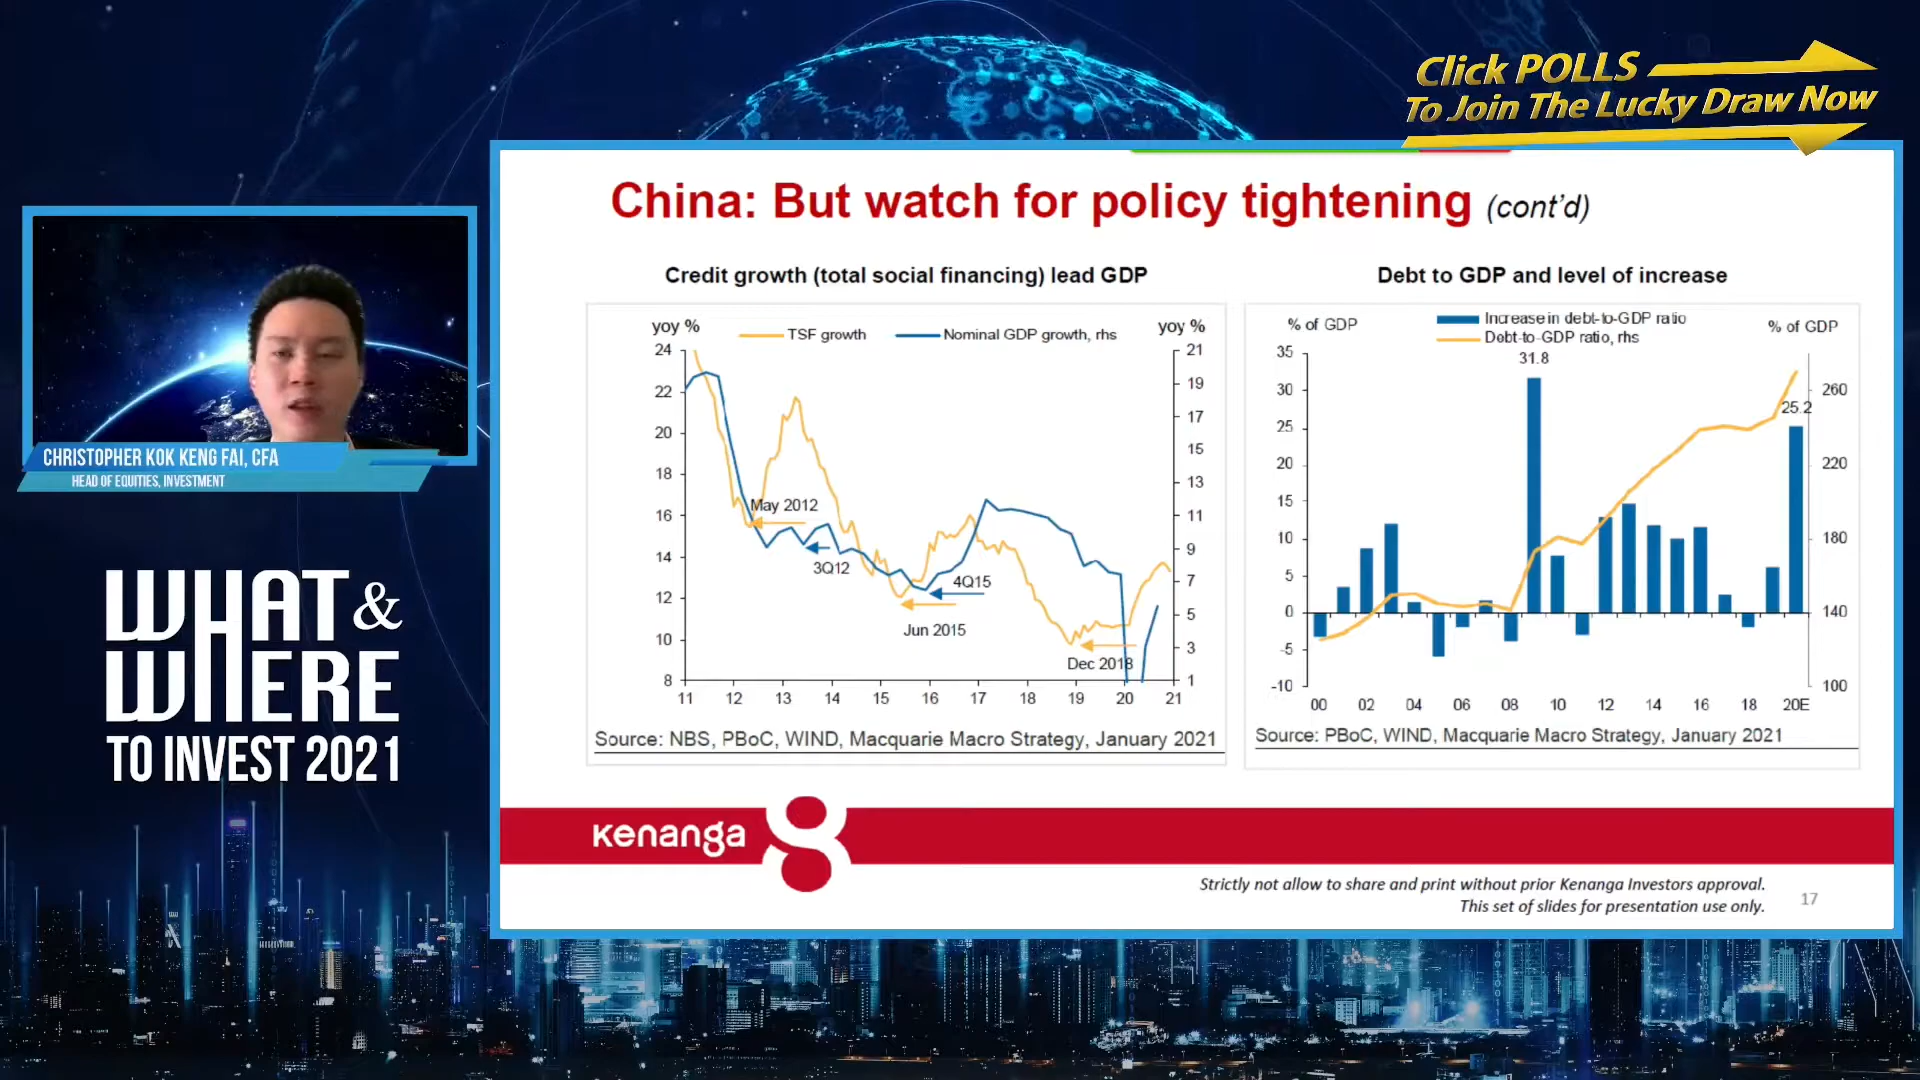 Click POLLS
To Join The Lucky Draw Now
China: But watch for policy tightening (cont'd)
CHRISTOPHER KOK KENG FAI, CFA
HEAD OF EQUITIES, INVESTMENT
WHAT &
WHERE
TO INVEST 2021
Credit growth (total social financing) lead GDP
yoy %
TSF growth
Nominal GDP growth, rhs
yoy %
24
22
20
18
16
14
12
10
8
21
19
17
15
13
11
9
7
5
3
1
May 2012
3Q12
4Q15
Jun 2015
Dec 2018
11 12 13 14 15 16 17 18 19 20 21
Source: NBS, PBoC, WIND, Macquarie Macro Strategy, January 2021
Debt to GDP and level of increase
% of GDP
Increase in debt-to-GDP ratio
Debt-to-GDP ratio, rhs
% of GDP
31.8
25.2
35
30
25
20
15
10
5
0
-5
-10
260
220
180
140
100
00 02 04 06 08 10 12 14 16 18 20E
Source: PBoC, WIND, Macquarie Macro Strategy, January 2021
kenanga
Strictly not allow to share and print without prior Kenanga Investors approval.
This set of slides for presentation use only.
17